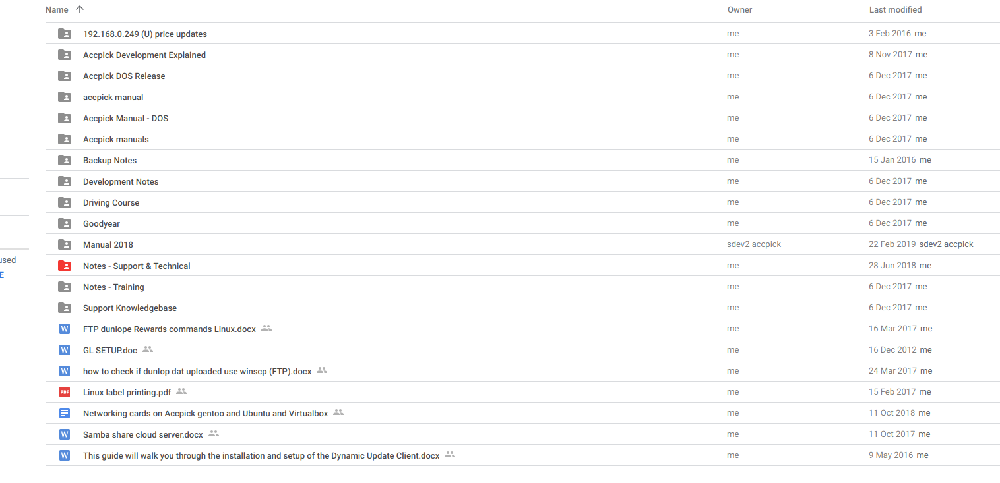 Name Owner Last modified
192.168.0.249 (U) price updates me 3 Feb 2016 me
Accpick Development Explained me 8 Nov 2017 me
Accpick DOS Release me 6 Dec 2017 me
accpick manual me 6 Dec 2017 me
Accpick Manual - DOS me 6 Dec 2017 me
Accpick manuals me 6 Dec 2017 me
Backup Notes me 15 Jan 2016 me
Development Notes me 6 Dec 2017 me
Driving Course me 6 Dec 2017 me
Goodyear me 6 Dec 2017 me
Manual 2018 sdev2 accpick 22 Feb 2019 sdev2 accpick
used
Notes - Support & Technical me 28 Jun 2018 me
E
Notes - Training me 6 Dec 2017 me
Support Knowledgebase me 6 Dec 2017 me
W FTP dunlope Rewards commands Linux.docx me 16 Mar 2017 me
W GL SETUP.doc me 16 Dec 2012 me
W how to check if dunlop dat uploaded use winscp (FTP).docx me 24 Mar 2017 me
PDF Linux label printing.pdf me 15 Feb 2017 me
Networking cards on Accpick gentoo and Ubuntu and Virtualbox me 11 Oct 2018 me
W Samba share cloud server.docx me 11 Oct 2017 me
W This guide will walk you through the installation and setup of the Dynamic Update Client.docx me 9 May 2016 me